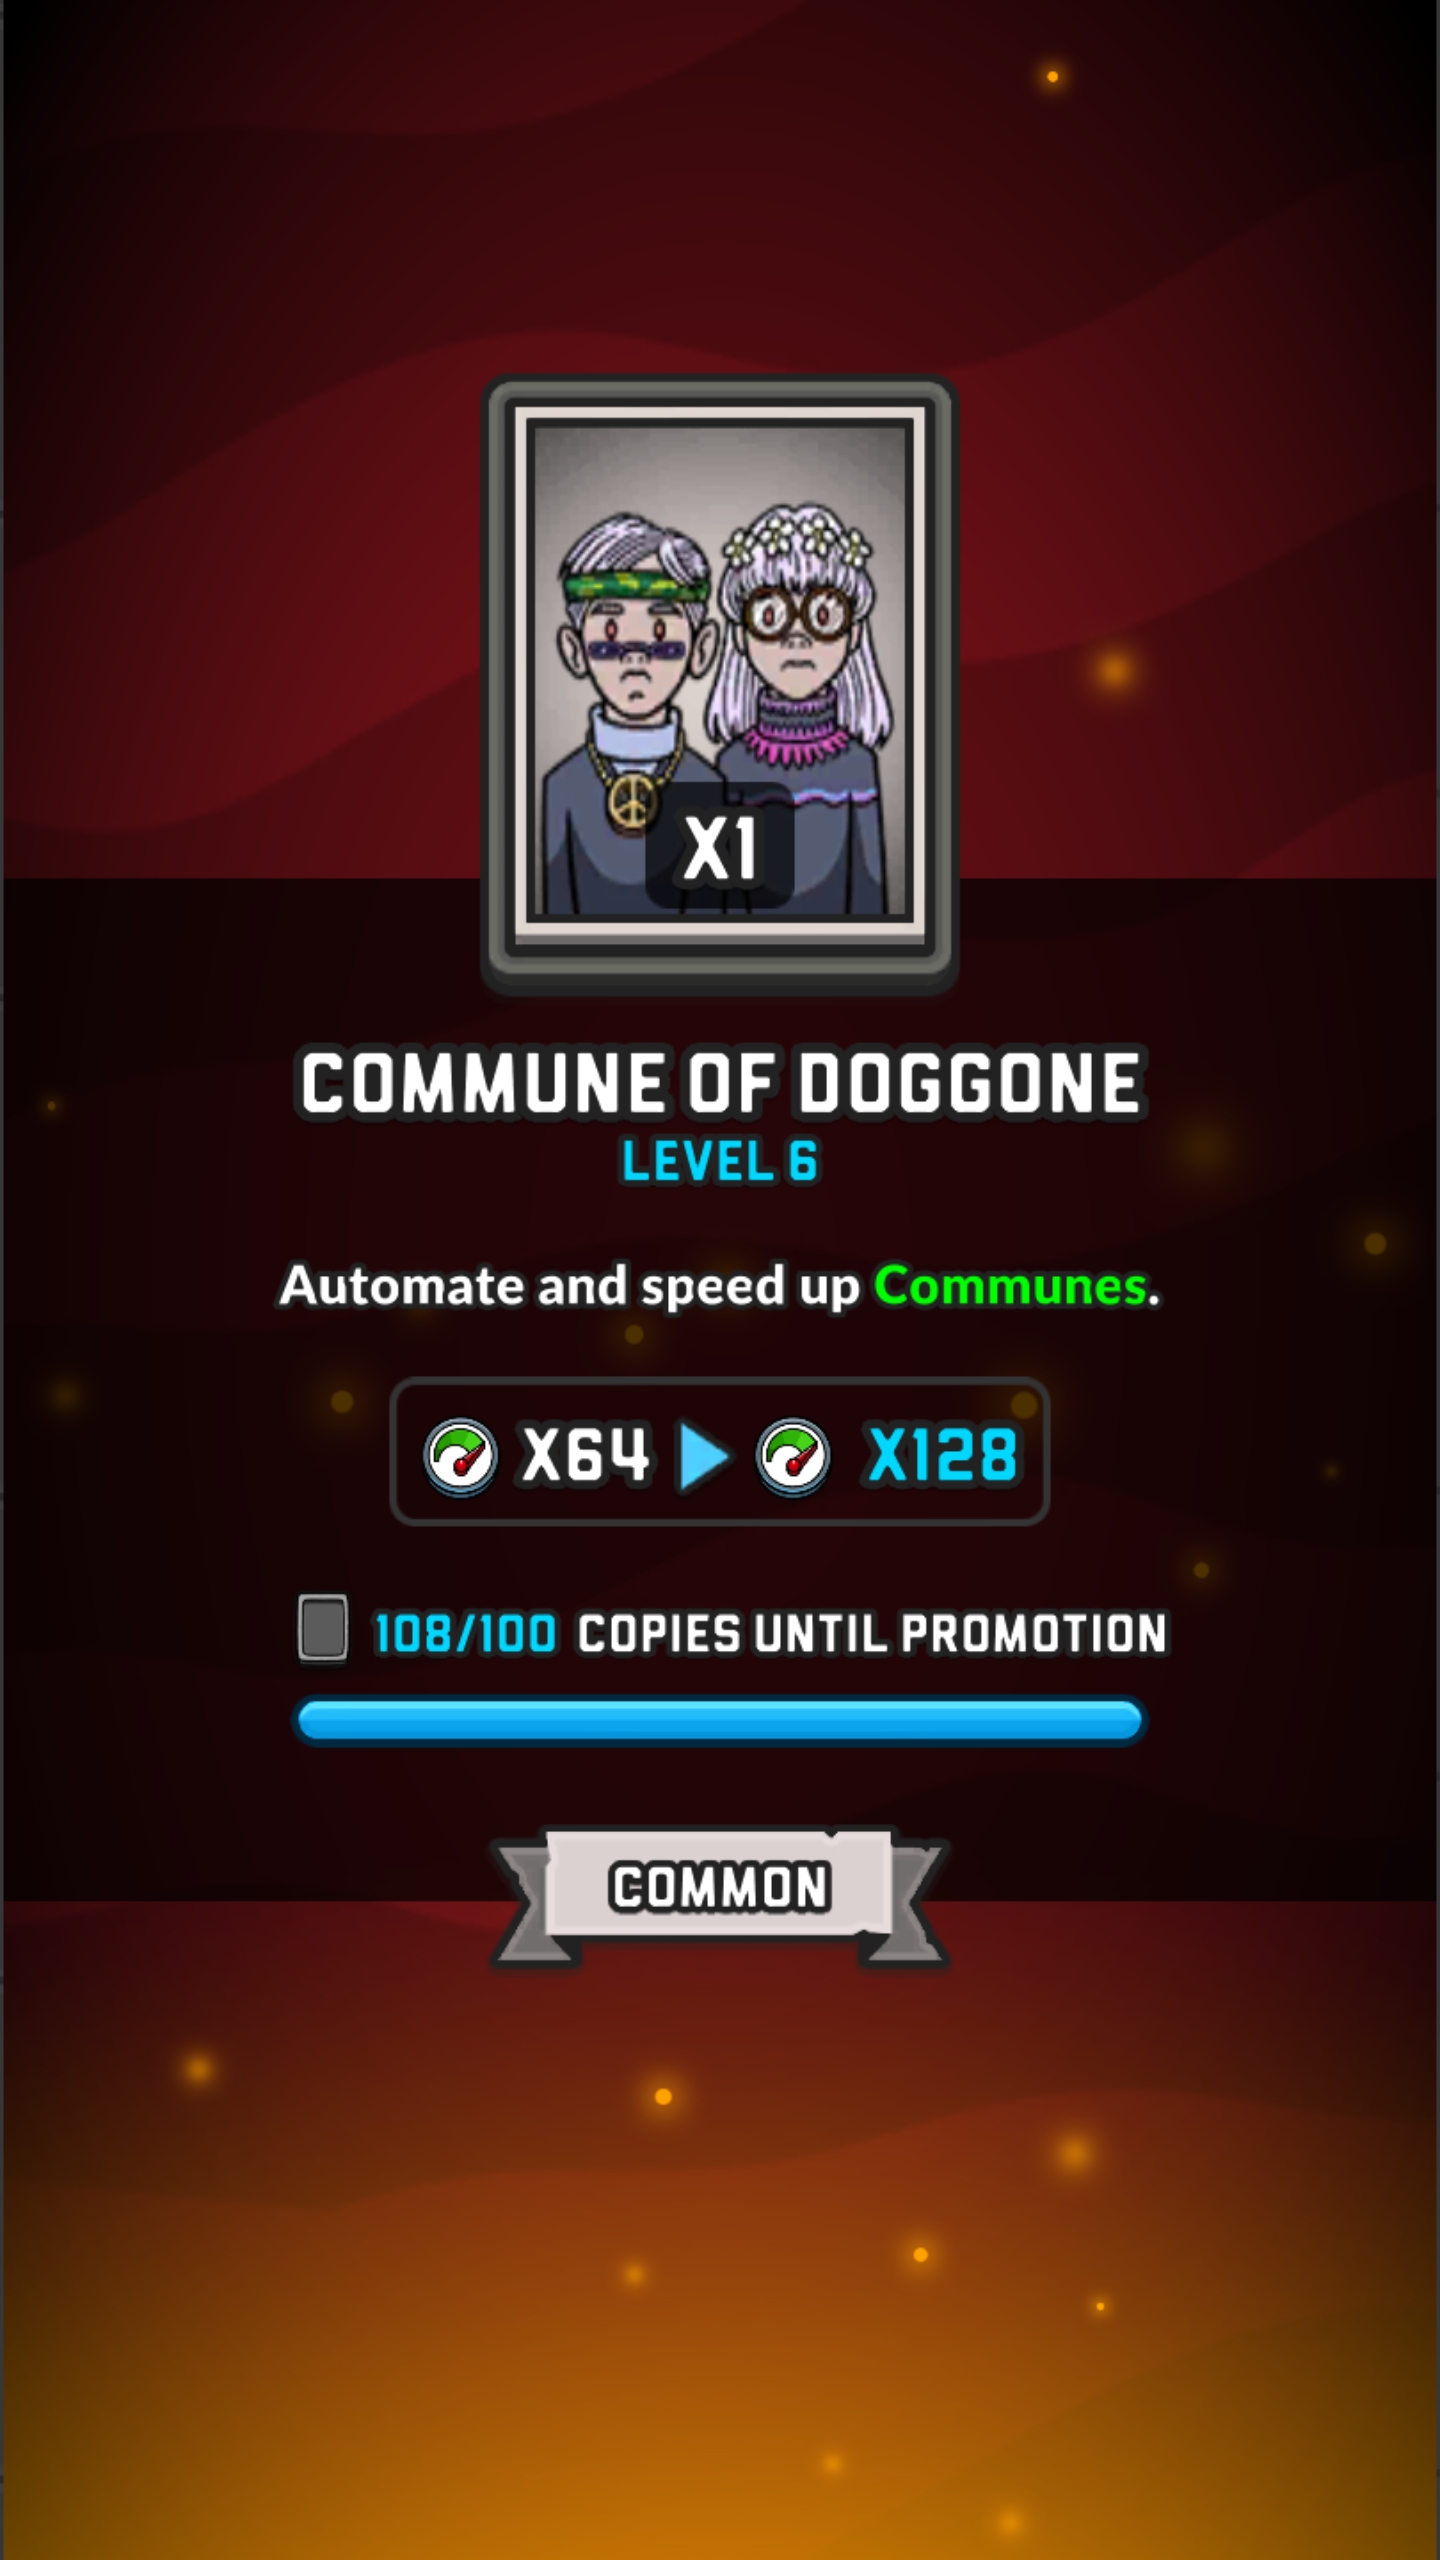 X1
COMMUNE OF DOGGONE
LEVEL 6
Automate and speed up Communes.
X64 X128
108/100 COPIES UNTIL PROMOTION
COMMON